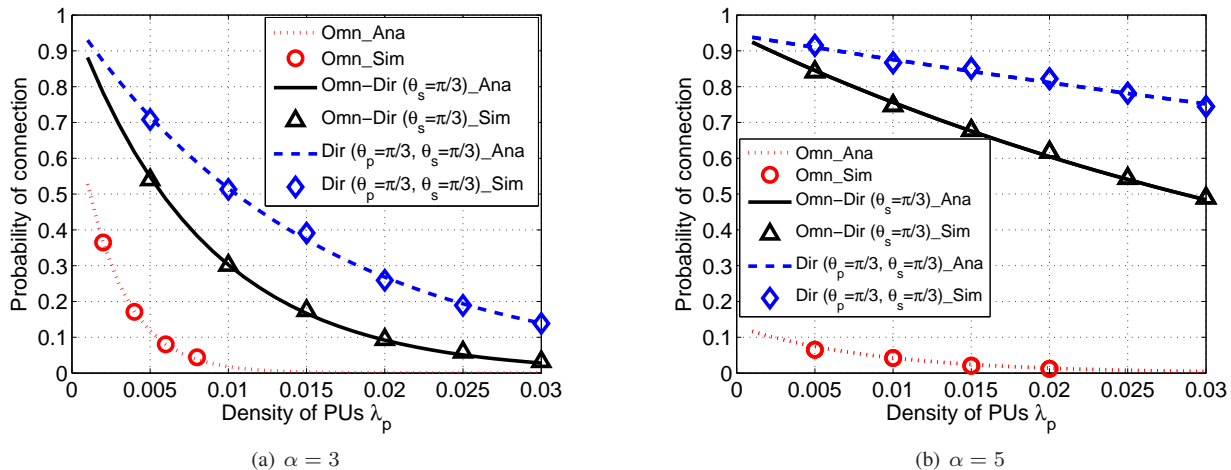 1
0.9
0.8
0.7
0.6
0.5
0.4
0.3
0.2
0.1
0
Probability of connection
Omn_Ana
Omn_Sim
Omn−Dir (θs=π/3)_Ana
Omn−Dir (θs=π/3)_Sim
Dir (θp=π/3, θs=π/3)_Ana
Dir (θp=π/3, θs=π/3)_Sim
0 0.005 0.01 0.015 0.02 0.025 0.03
Density of PUs λp
(a) α = 3
1
0.9
0.8
0.7
0.6
0.5
0.4
0.3
0.2
0.1
0
Probability of connection
Omn_Ana
Omn_Sim
Omn−Dir (θs=π/3)_Ana
Omn−Dir (θs=π/3)_Sim
Dir (θp=π/3, θs=π/3)_Ana
Dir (θp=π/3, θs=π/3)_Sim
0 0.005 0.01 0.015 0.02 0.025 0.03
Density of PUs λp
(b) α = 5